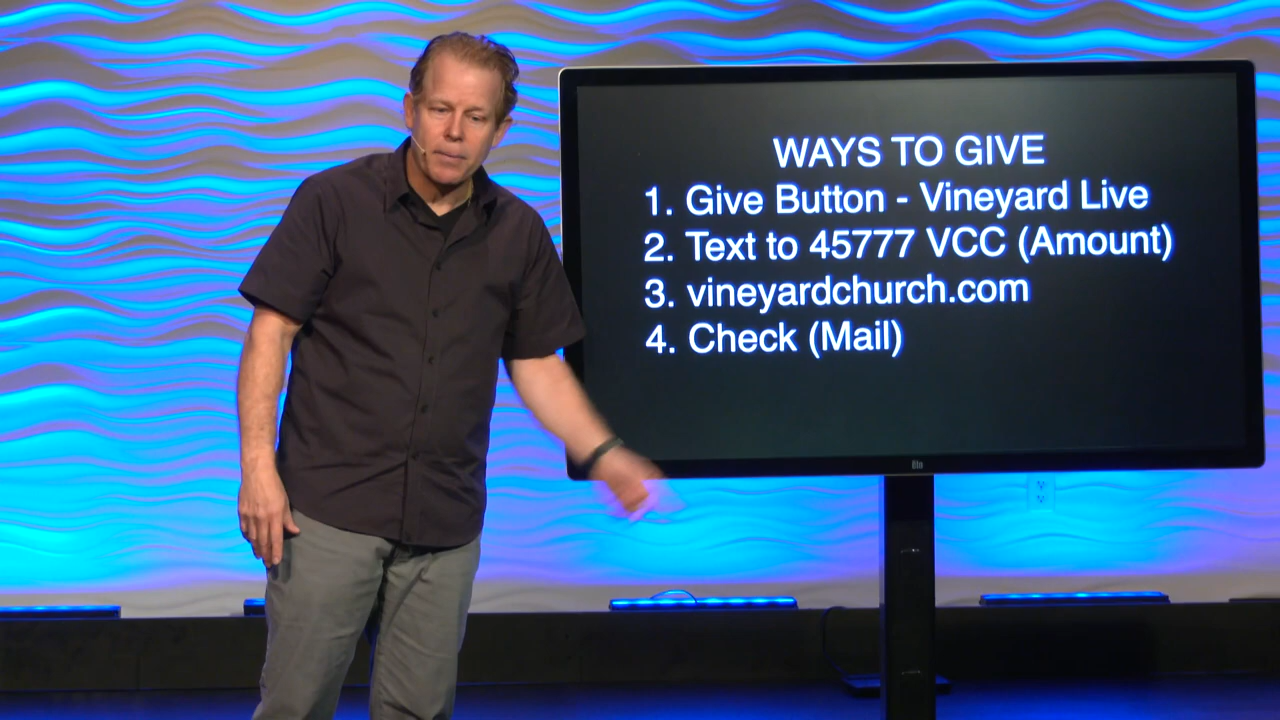 WAYS TO GIVE
1. Give Button - Vineyard Live
2. Text to 45777 VCC (Amount)
3. vineyardchurch.com
4. Check (Mail)
elo